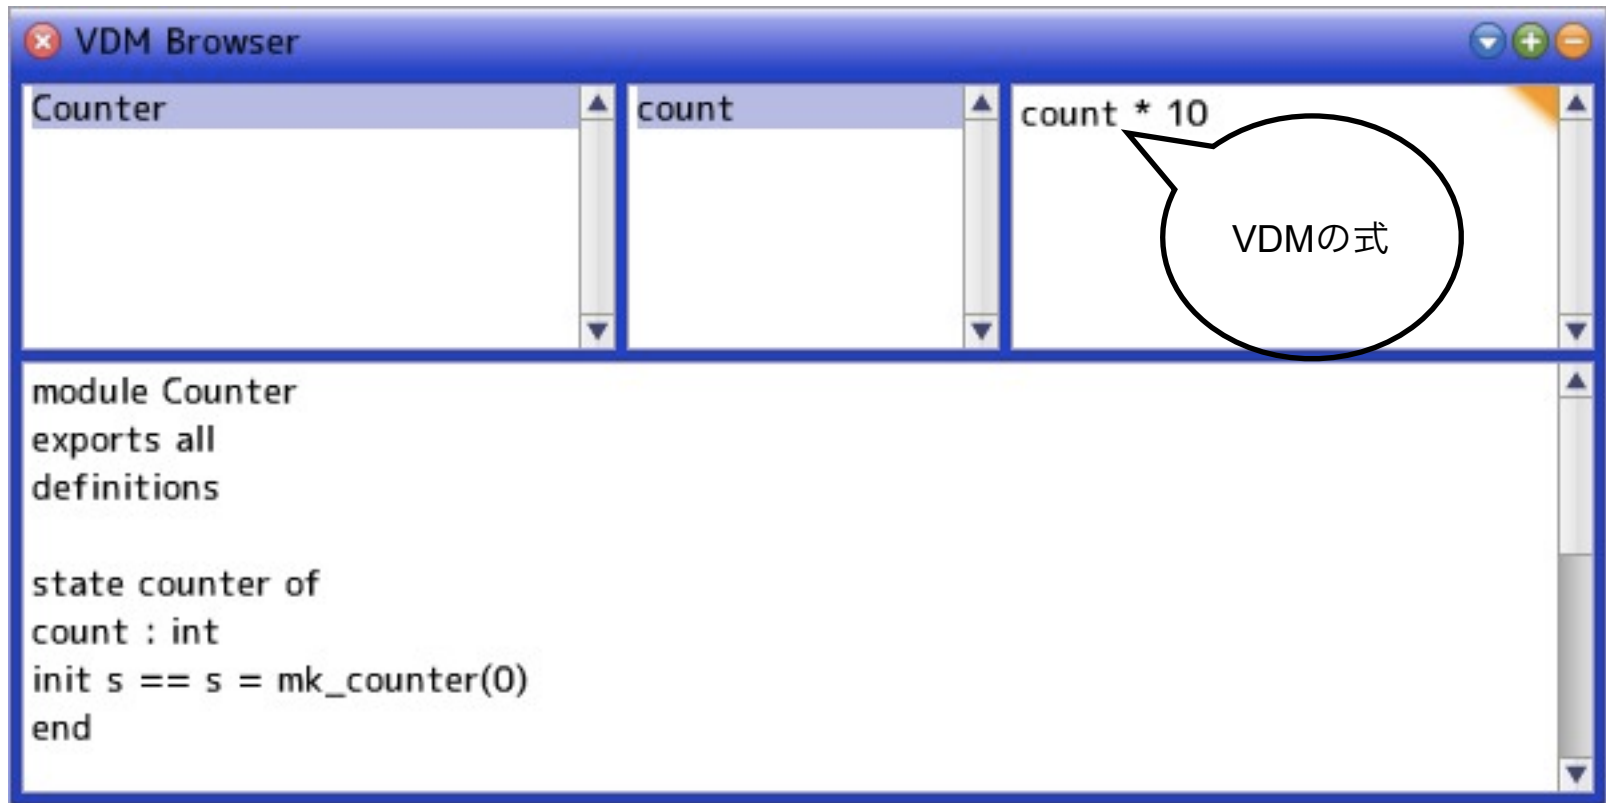 VDM Browser
Counter
count
count * 10
VDMの式
module Counter
exports all
definitions
state counter of
count : int
init s == s = mk_counter(0)
end